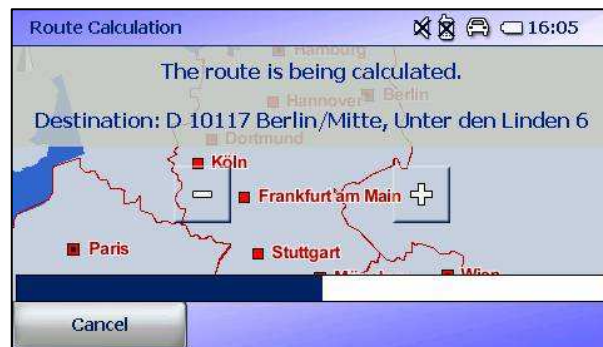 Route Calculation 16:05
Hamburg
The route is being calculated.
Hannover Berlin
Destination: D 10117 Berlin/Mitte, Unter den Linden 6
Dortmund
Köln
− Frankfurt am Main +
Paris Stuttgart
Wien
Cancel